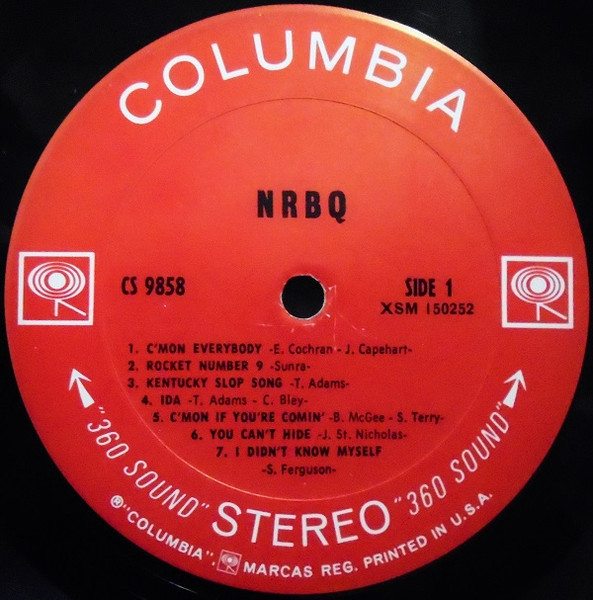 COLUMBIA
NRBQ
CS 9858
SIDE 1
XSM 150252
1. C'MON EVERYBODY -E. Cochran - J. Capehart-
2. ROCKET NUMBER 9 -Sunra-
3. KENTUCKY SLOP SONG -T. Adams-
4. IDA -T. Adams - C. Bley-
5. C'MON IF YOU'RE COMIN' -B. McGee - S. Terry-
6. YOU CAN'T HIDE -J. St. Nicholas-
7. I DIDN'T KNOW MYSELF
-S. Ferguson-
"360 SOUND" STEREO "360 SOUND"
®"COLUMBIA", MARCAS REG. PRINTED IN U.S.A.